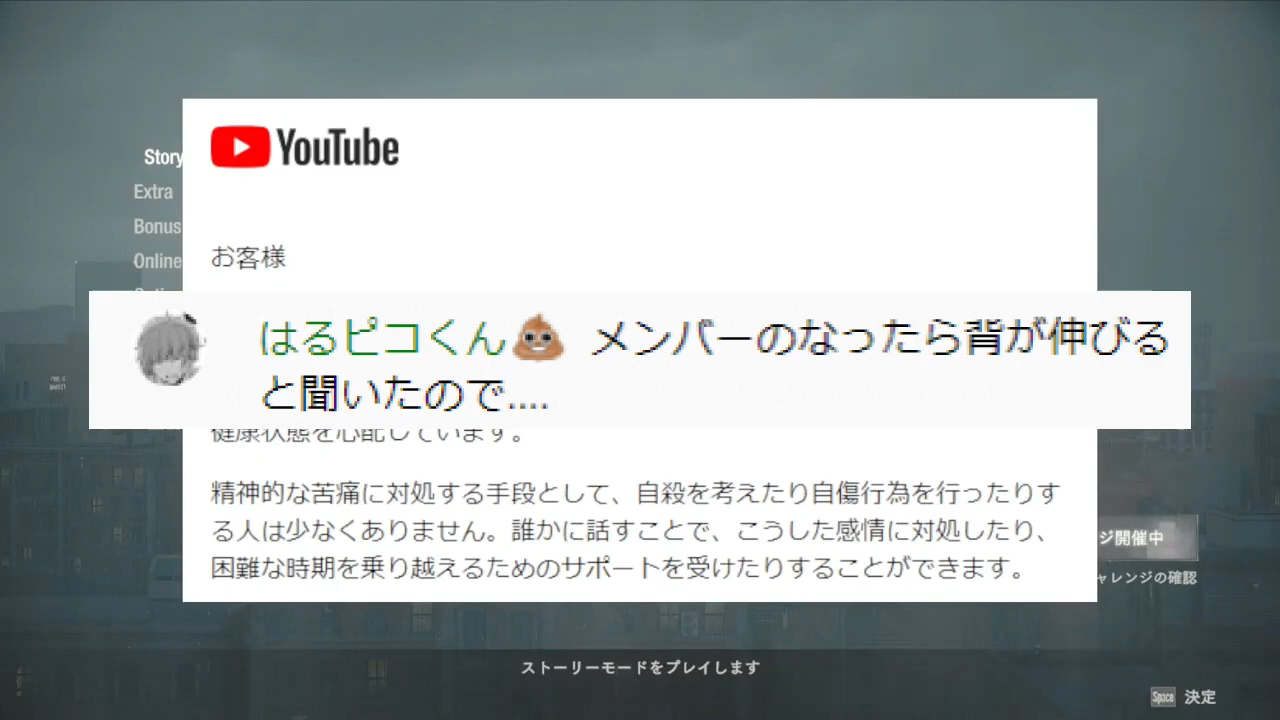 Story
Extra
Bonus
Online
YouTube
お客様
はるピコくん💩 メンバーのなったら背が伸びる
と聞いたので....
健康状態を心配しています。
精神的な苦痛に対処する手段として、自殺を考えたり自傷行為を行ったりす
る人は少なくありません。誰かに話すことで、こうした感情に対処したり、
困難な時期を乗り越えるためのサポートを受けたりすることができます。
ジ開催中
ャレンジの確認
ストーリーモードをプレイします
Space 決定